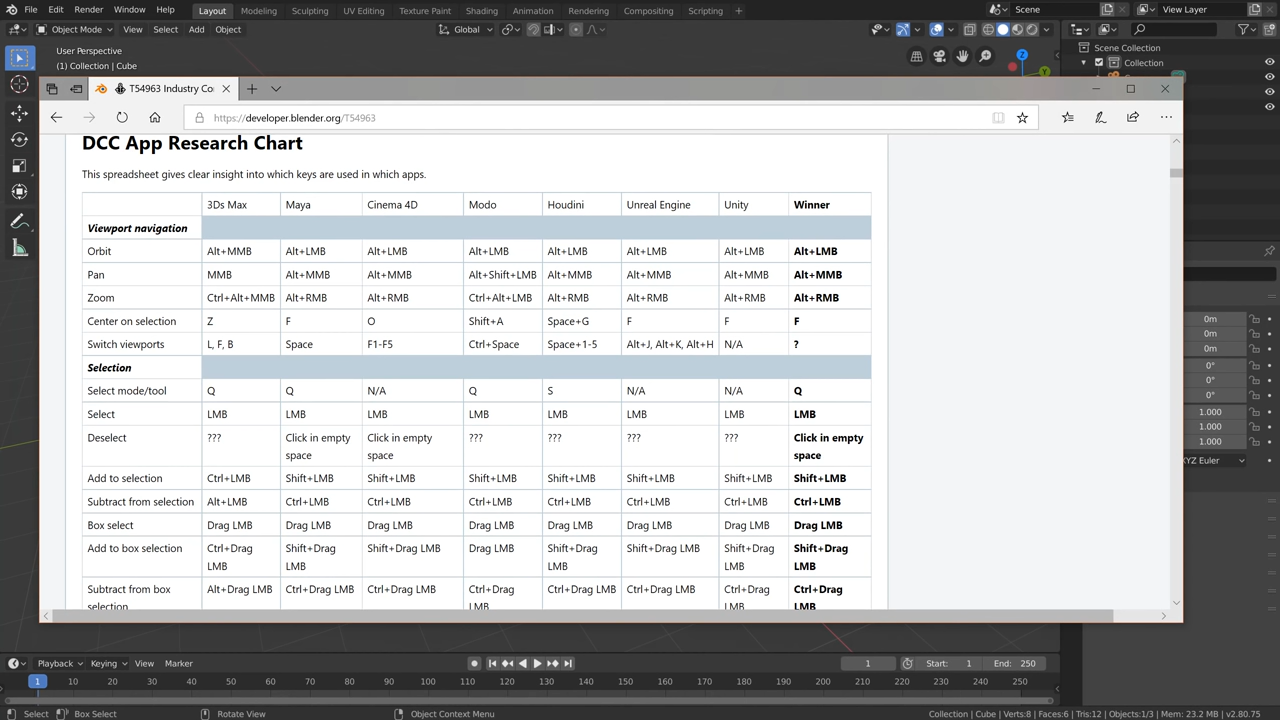 File Edit Render Window Help Layout Modeling Sculpting UV Editing Texture Paint Shading Animation Rendering Compositing Scripting Scene View Layer
Object Mode View Select Add Object Global
User Perspective
(1) Collection | Cube
Z
Y
Scene Collection
Collection
T54963 Industry Co
https://developer.blender.org/T54963
DCC App Research Chart
This spreadsheet gives clear insight into which keys are used in which apps.
3Ds Max Maya Cinema 4D Modo Houdini Unreal Engine Unity Winner
Viewport navigation
Orbit Alt+MMB Alt+LMB Alt+LMB Alt+LMB Alt+LMB Alt+LMB Alt+LMB Alt+LMB
Pan MMB Alt+MMB Alt+MMB Alt+Shift+LMB Alt+MMB Alt+MMB Alt+MMB Alt+MMB
Zoom Ctrl+Alt+MMB Alt+RMB Alt+RMB Ctrl+Alt+LMB Alt+RMB Alt+RMB Alt+RMB Alt+RMB
Center on selection Z F O Shift+A Space+G F F F
Switch viewports L, F, B Space F1-F5 Ctrl+Space Space+1-5 Alt+J, Alt+K, Alt+H N/A ?
Selection
Select mode/tool Q Q N/A Q S N/A N/A Q
Select LMB LMB LMB LMB LMB LMB LMB LMB
Deselect ??? Click in empty Click in empty ??? ??? ??? ??? Click in empty
space space space
Add to selection Ctrl+LMB Shift+LMB Shift+LMB Shift+LMB Shift+LMB Shift+LMB Shift+LMB Shift+LMB
Subtract from selection Alt+LMB Ctrl+LMB Ctrl+LMB Ctrl+LMB Ctrl+LMB Ctrl+LMB Ctrl+LMB Ctrl+LMB
Box select Drag LMB Drag LMB Drag LMB Drag LMB Drag LMB Drag LMB Drag LMB Drag LMB
Add to box selection Ctrl+Drag Shift+Drag Shift+Drag LMB Drag LMB Shift+Drag Shift+Drag LMB Shift+Drag Shift+Drag
LMB LMB LMB LMB LMB
Subtract from box Alt+Drag LMB Ctrl+Drag LMB Ctrl+Drag LMB Ctrl+Drag Ctrl+Drag LMB Ctrl+Drag LMB Ctrl+Drag Ctrl+Drag
selection LMB LMB LMB
0m
0m
0m
0°
0°
0°
1.000
1.000
1.000
XYZ Euler
Playback Keying View Marker 1 Start: 1 End: 250
1 10 20 30 40 50 60 70 80 90 100 110 120 130 140 150 160 170 180 190 200 210 220 230 240 250
Select Box Select Rotate View Object Context Menu Collection | Cube | Verts:8 | Faces:6 | Tris:12 | Objects:1/3 | Mem: 23.2 MB | v2.80.75